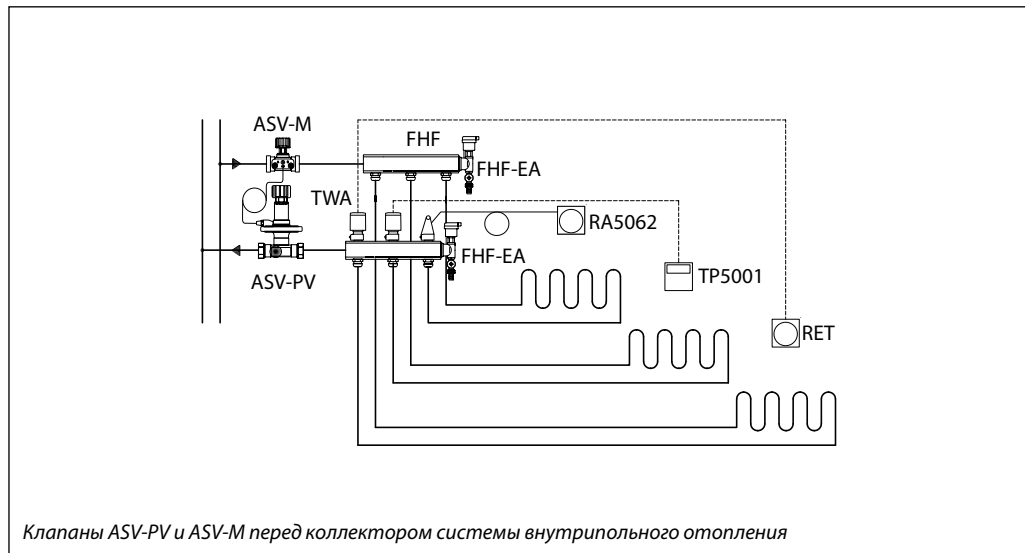 ASV-M
FHF
FHF-EA
TWA
RA5062
FHF-EA
TP5001
ASV-PV
RET
Клапаны ASV-PV и ASV-M перед коллектором системы внутрипольного отопления